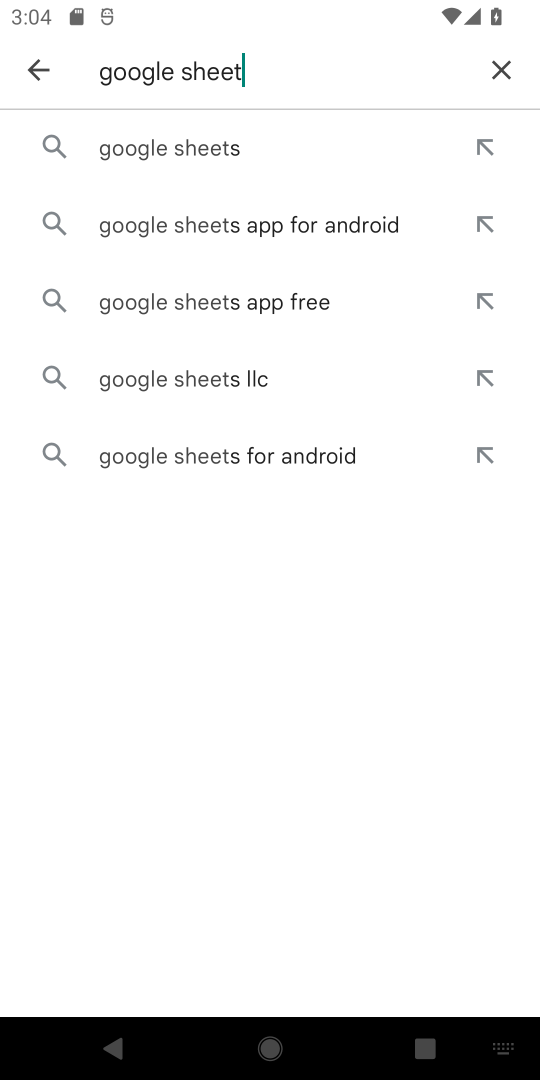 3:04
google sheet
google sheets
google sheets app for android
google sheets app free
google sheets llc
google sheets for android